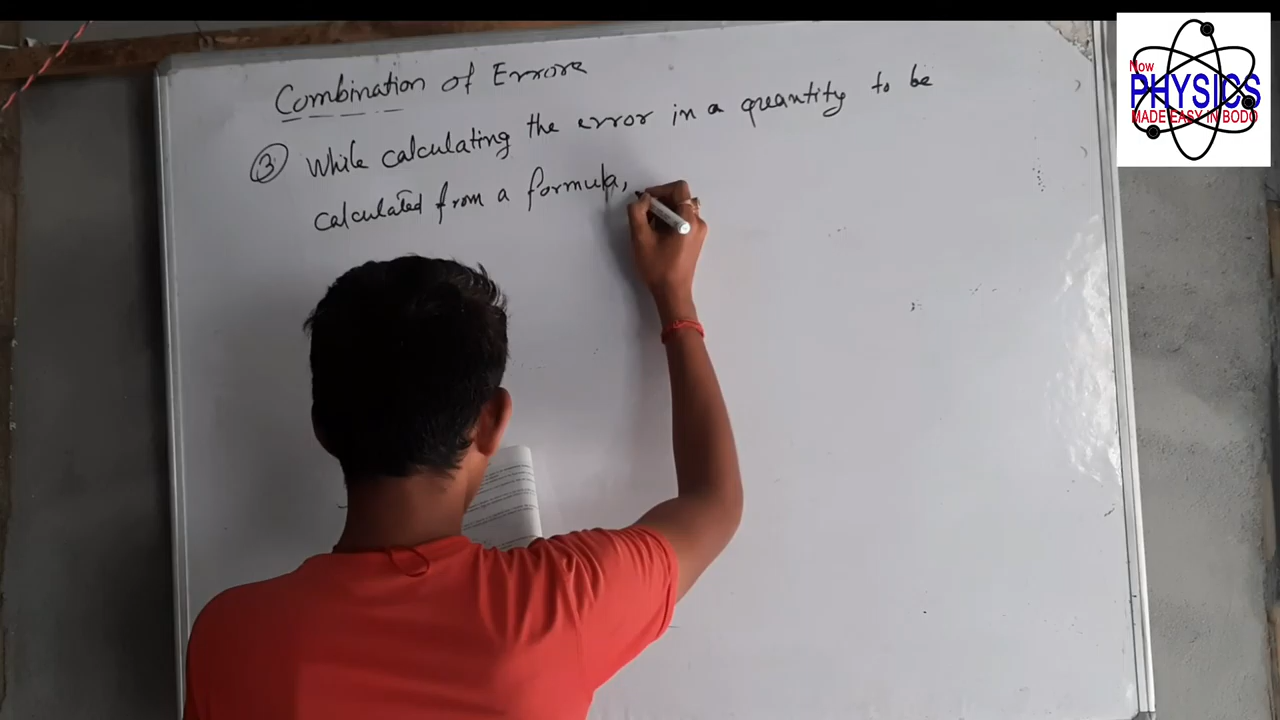 Combination of Errors
③ While calculating the error in a quantity to be
calculated from a formula,
Now
PHYSICS
MADE EASY IN BODO